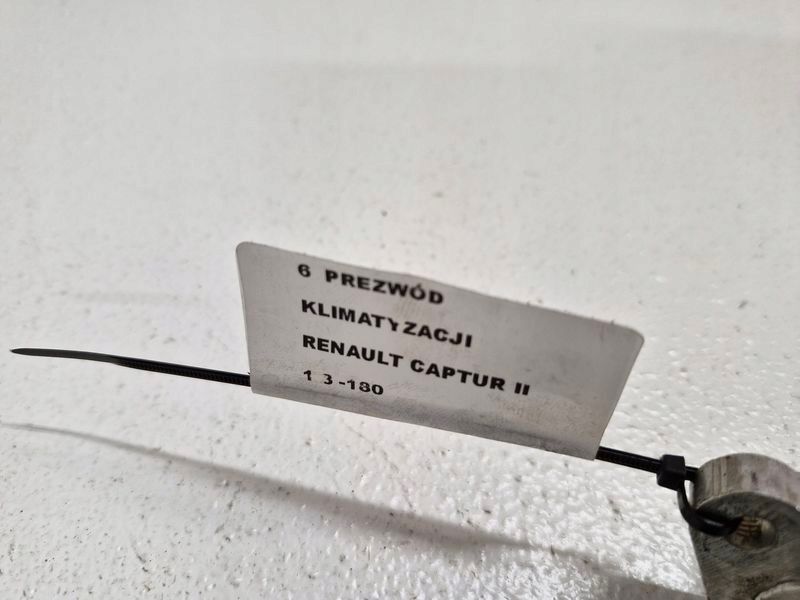 6 PREZWÓD
KLIMATYZACJI
RENAULT CAPTUR II
1 3-180